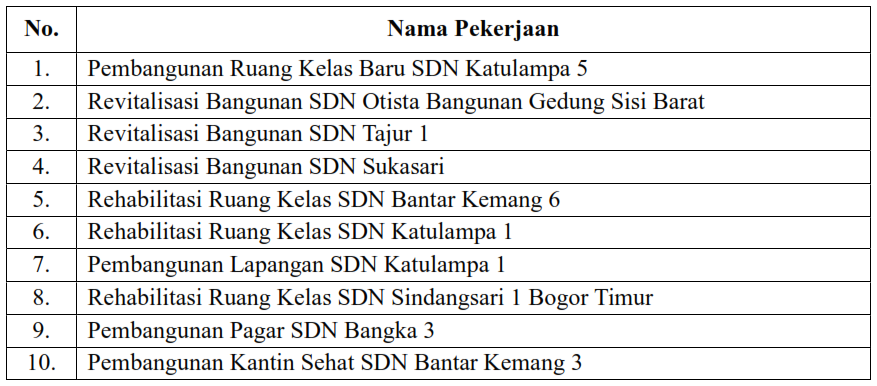 No. Nama Pekerjaan
1. Pembangunan Ruang Kelas Baru SDN Katulampa 5
2. Revitalisasi Bangunan SDN Otista Bangunan Gedung Sisi Barat
3. Revitalisasi Bangunan SDN Tajur 1
4. Revitalisasi Bangunan SDN Sukasari
5. Rehabilitasi Ruang Kelas SDN Bantar Kemang 6
6. Rehabilitasi Ruang Kelas SDN Katulampa 1
7. Pembangunan Lapangan SDN Katulampa 1
8. Rehabilitasi Ruang Kelas SDN Sindangsari 1 Bogor Timur
9. Pembangunan Pagar SDN Bangka 3
10. Pembangunan Kantin Sehat SDN Bantar Kemang 3